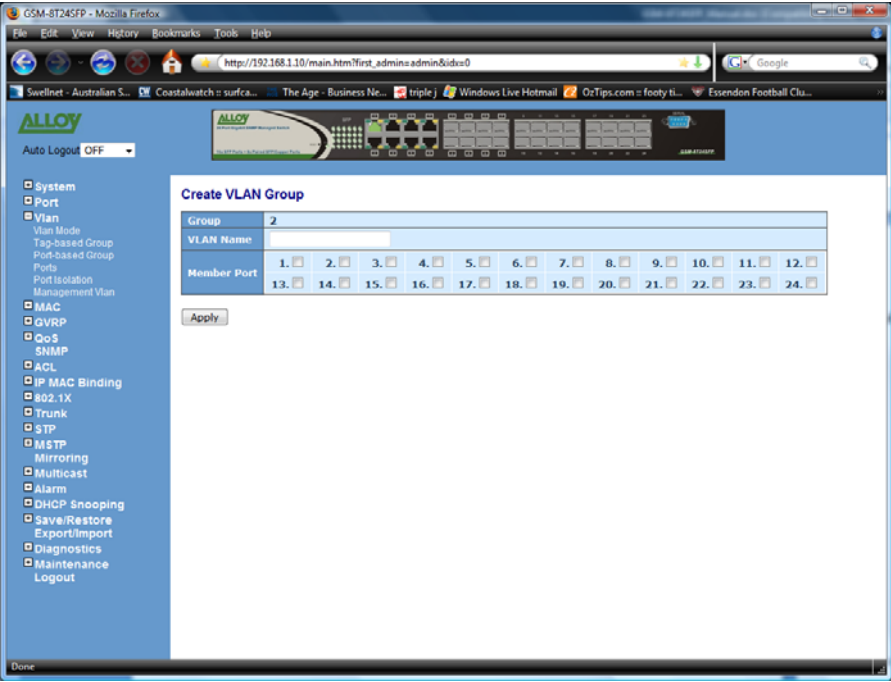 GSM-8T24SFP - Mozilla Firefox
File Edit View History Bookmarks Tools Help
http://192.168.1.10/main.htm?first_admin=admin&idx=0
Google
Swellnet - Australian S... Coastalwatch :: surfca... The Age - Business Ne... triple j Windows Live Hotmail OzTips.com :: footy ti... Essendon Football Clu...
ALLOY
ALLOY
GSM-8T24SFP
Auto Logout OFF
System
Port
Vlan
Vlan Mode
Tag-based Group
Port-based Group
Ports
Port Isolation
Management Vlan
MAC
GVRP
QoS
SNMP
ACL
IP MAC Binding
802.1X
Trunk
STP
MSTP
Mirroring
Multicast
Alarm
DHCP Snooping
Save/Restore
Export/Import
Diagnostics
Maintenance
Logout
Create VLAN Group
Group 2
VLAN Name
Member Port
1. 2. 3. 4. 5. 6. 7. 8. 9. 10. 11. 12.
13. 14. 15. 16. 17. 18. 19. 20. 21. 22. 23. 24.
Apply
Done